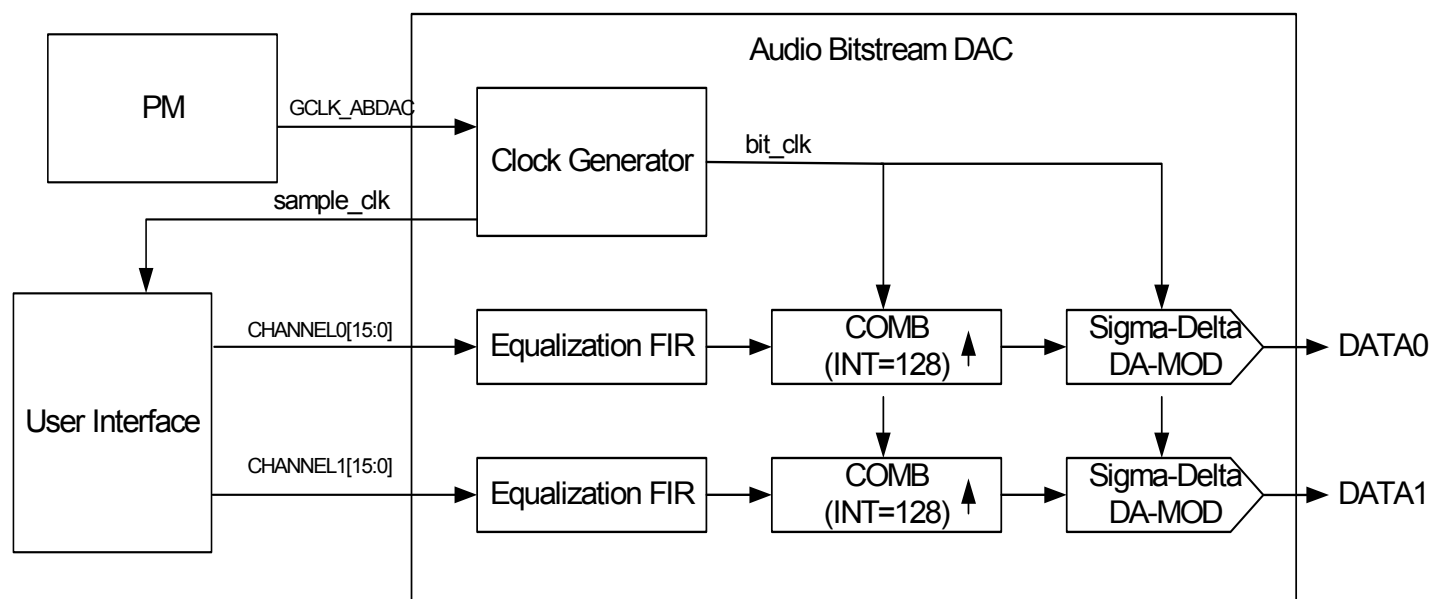 Audio Bitstream DAC
PM
GCLK_ABDAC
Clock Generator
bit_clk
sample_clk
User Interface
CHANNEL0[15:0]
Equalization FIR
COMB
(INT=128)
Sigma-Delta
DA-MOD
DATA0
CHANNEL1[15:0]
Equalization FIR
COMB
(INT=128)
Sigma-Delta
DA-MOD
DATA1